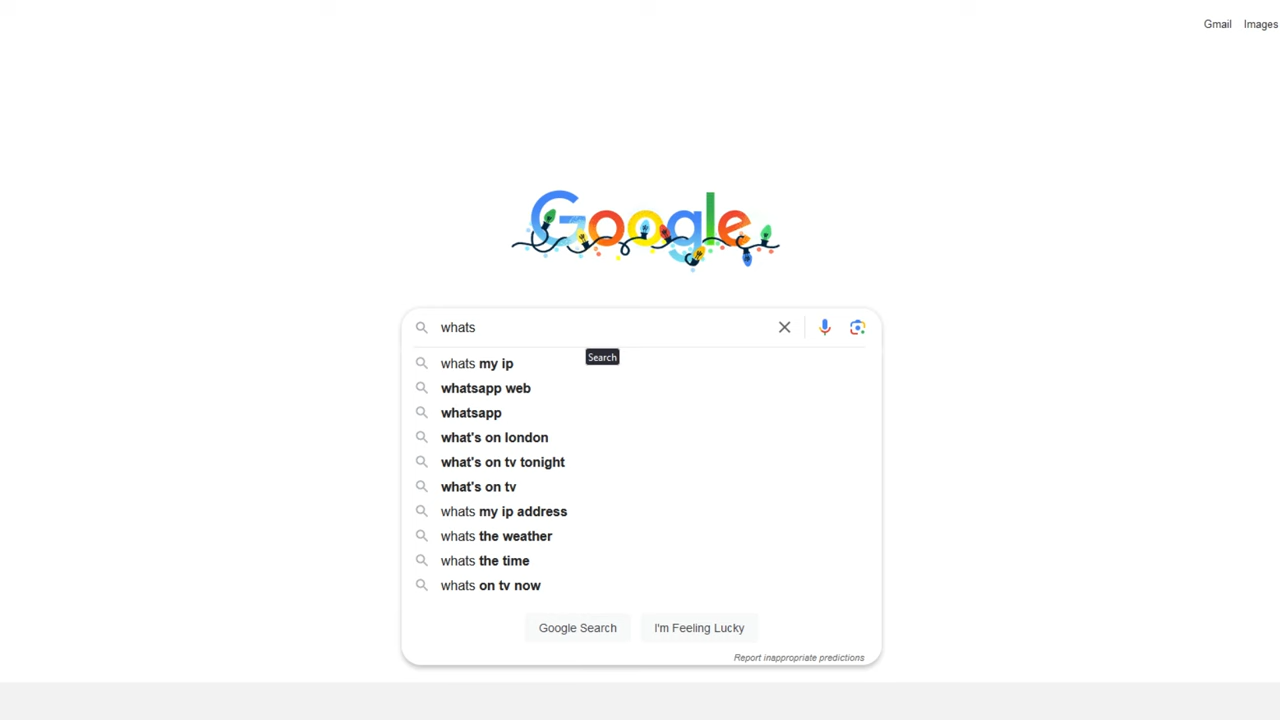 Gmail Images
Google
whats
Search
whats my ip
whatsapp web
whatsapp
what's on london
what's on tv tonight
what's on tv
whats my ip address
whats the weather
whats the time
whats on tv now
Google Search I'm Feeling Lucky
Report inappropriate predictions